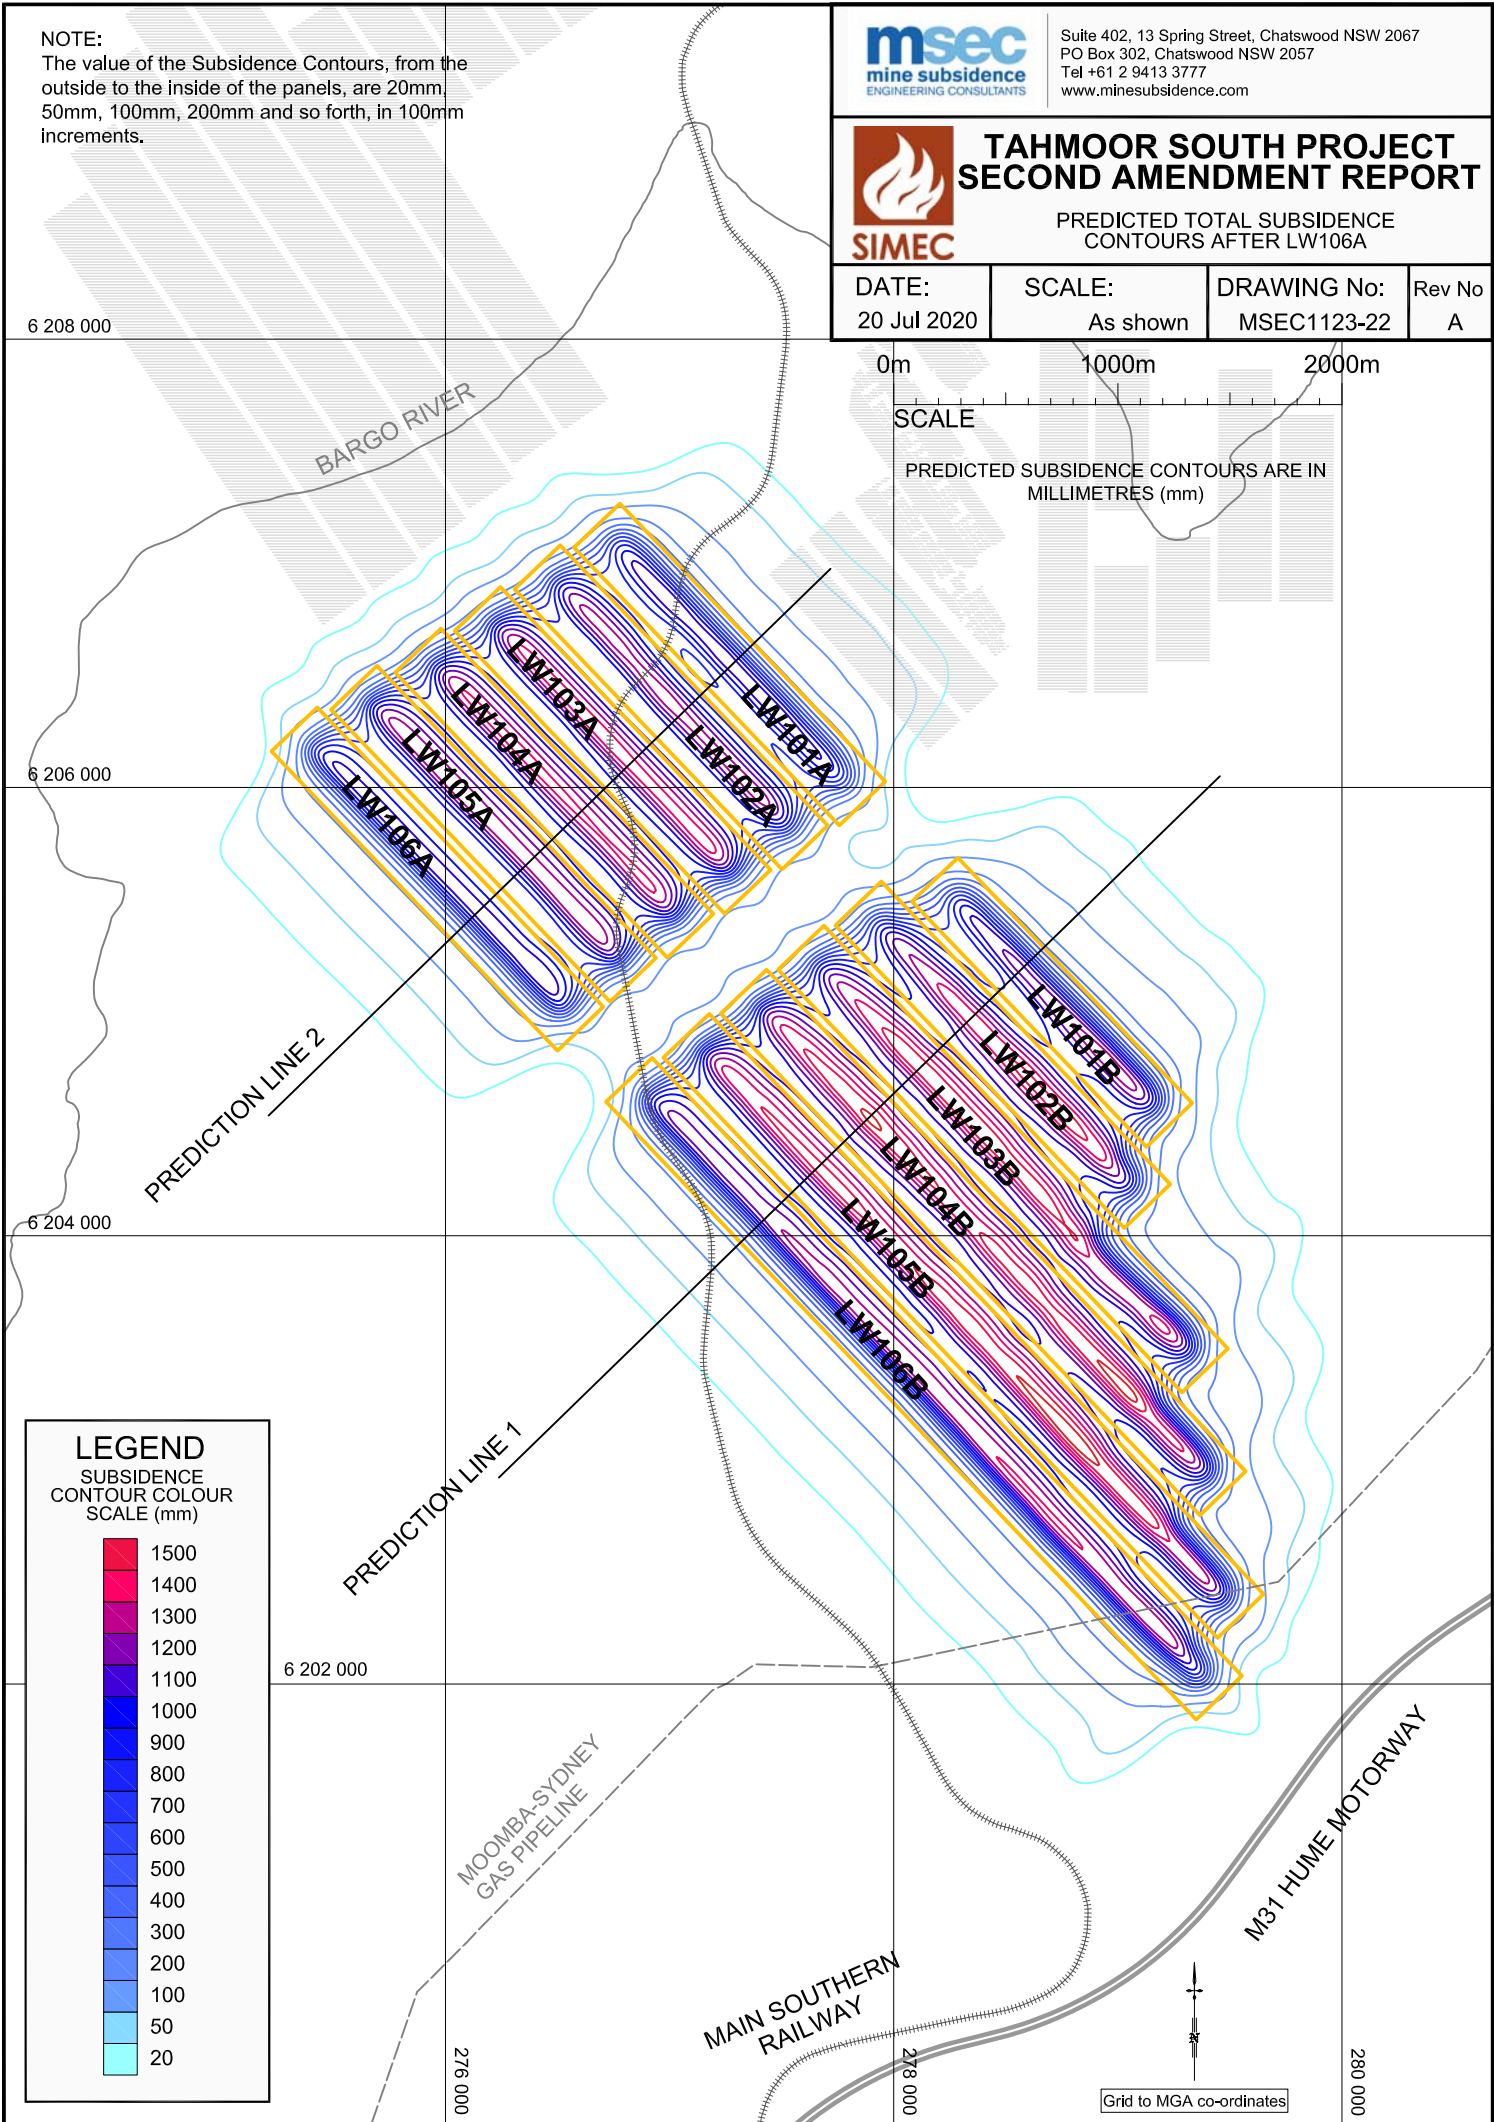 NOTE:
The value of the Subsidence Contours, from the
outside to the inside of the panels, are 20mm,
50mm, 100mm, 200mm and so forth, in 100mm
increments.
msec
mine subsidence
ENGINEERING CONSULTANTS
Suite 402, 13 Spring Street, Chatswood NSW 2067
PO Box 302, Chatswood NSW 2057
Tel +61 2 9413 3777
www.minesubsidence.com
SIMEC
TAHMOOR SOUTH PROJECT
SECOND AMENDMENT REPORT
PREDICTED TOTAL SUBSIDENCE
CONTOURS AFTER LW106A
DATE:
20 Jul 2020
SCALE:
As shown
DRAWING No:
MSEC1123-22
Rev No
A
6 208 000
0m 1000m 2000m
SCALE
PREDICTED SUBSIDENCE CONTOURS ARE IN
MILLIMETRES (mm)
BARGO RIVER
LW101A
LW102A
LW103A
LW104A
LW105A
LW106A
6 206 000
PREDICTION LINE 2
LW101B
LW102B
LW103B
LW104B
LW105B
LW106B
6 204 000
PREDICTION LINE 1
LEGEND
SUBSIDENCE
CONTOUR COLOUR
SCALE (mm)
1500
1400
1300
1200
1100
1000
900
800
700
600
500
400
300
200
100
50
20
6 202 000
MOOMBA-SYDNEY
GAS PIPELINE
M31 HUME MOTORWAY
MAIN SOUTHERN
RAILWAY
276 000
278 000
280 000
N
Grid to MGA co-ordinates